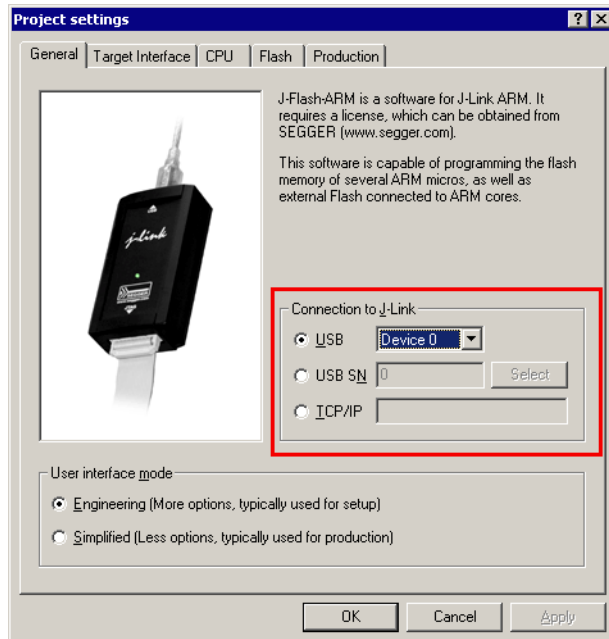 Project settings
General
Target Interface
CPU
Flash
Production
J-Flash-ARM is a software for J-Link ARM. It
requires a license, which can be obtained from
SEGGER (www.segger.com).
This software is capable of programming the flash
memory of several ARM micros, as well as
external Flash connected to ARM cores.
j-link
Connection to J-Link
USB
Device 0
USB SN
0
Select
TCP/IP
User interface mode
Engineering (More options, typically used for setup)
Simplified (Less options, typically used for production)
OK
Cancel
Apply